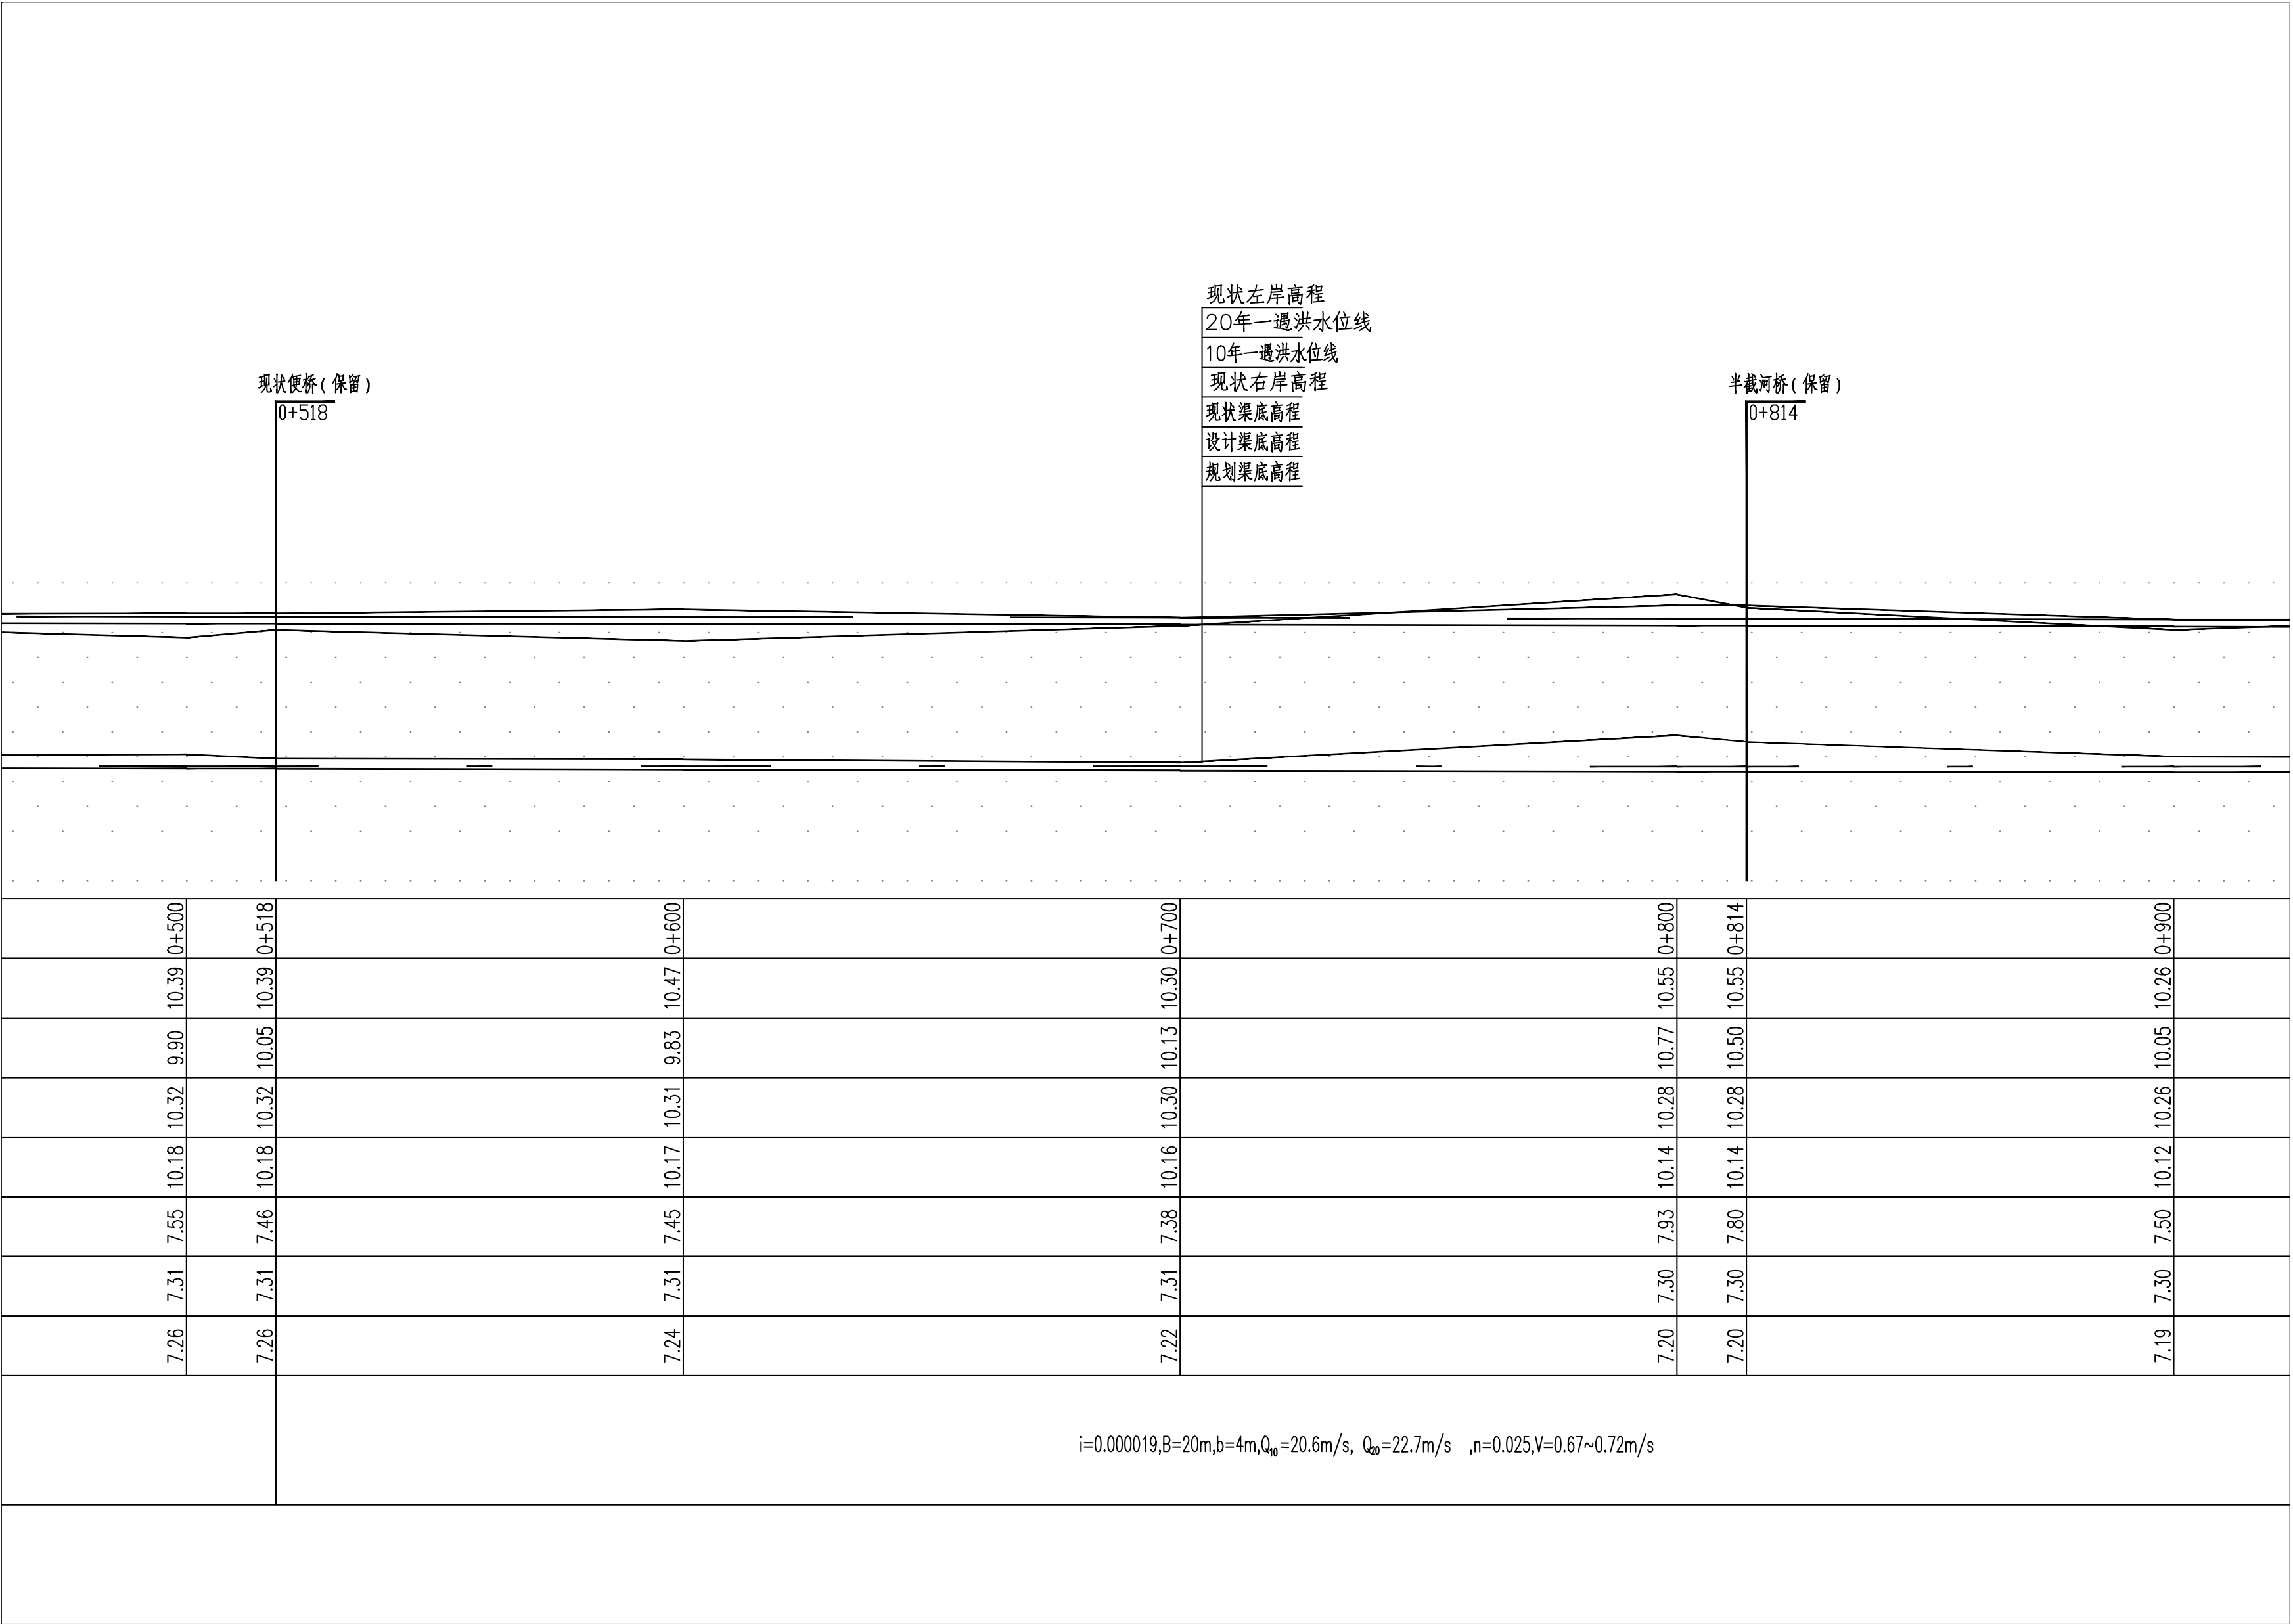 现状左岸高程
20年一遇洪水位线
10年一遇洪水位线
现状右岸高程
现状渠底高程
设计渠底高程
规划渠底高程
现状便桥(保留)
0+518
半截河桥(保留)
0+814
0+500 0+518 0+600 0+700 0+800 0+814 0+900
10.39 10.39 10.47 10.30 10.55 10.55 10.26
9.90 10.05 9.83 10.13 10.77 10.50 10.05
10.32 10.32 10.31 10.30 10.28 10.28 10.26
10.18 10.18 10.17 10.16 10.14 10.14 10.12
7.55 7.46 7.45 7.38 7.93 7.80 7.50
7.31 7.31 7.31 7.31 7.30 7.30 7.30
7.26 7.26 7.24 7.22 7.20 7.20 7.19
i=0.000019,B=20m,b=4m,Q10=20.6m/s, Q20=22.7m/s ,n=0.025,V=0.67~0.72m/s